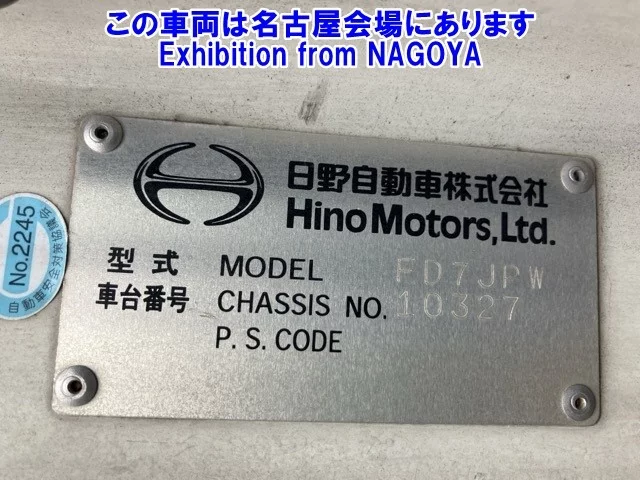 この車両は名古屋会場にあります
Exhibition from NAGOYA
日野自動車株式会社
Hino Motors, Ltd.
型式 MODEL FD7JPW
車台番号 CHASSIS NO. 10327
P. S. CODE
No.2245